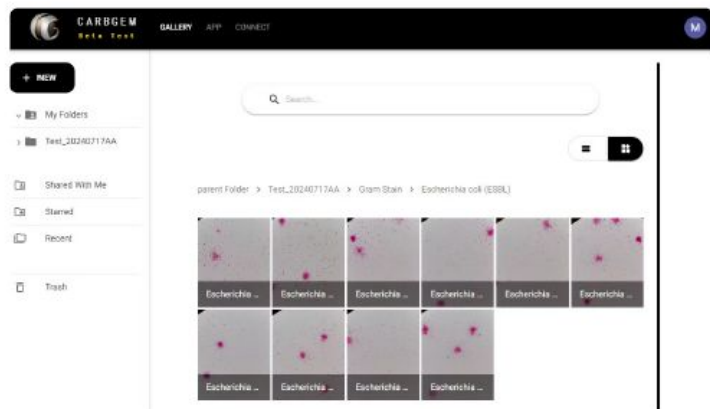 CARBGEM
Beta Test
GALLERY APP CONNECT
M
+ NEW
My Folders
Test_20240717AA
Shared With Me
Starred
Recent
Trash
Search...
parent Folder > Test_20240717AA > Gram Stain > Escherichia coli (ESBL)
Escherichia ... Escherichia ... Escherichia ... Escherichia ... Escherichia ... Escherichia ...
Escherichia ... Escherichia ... Escherichia ... Escherichia ...